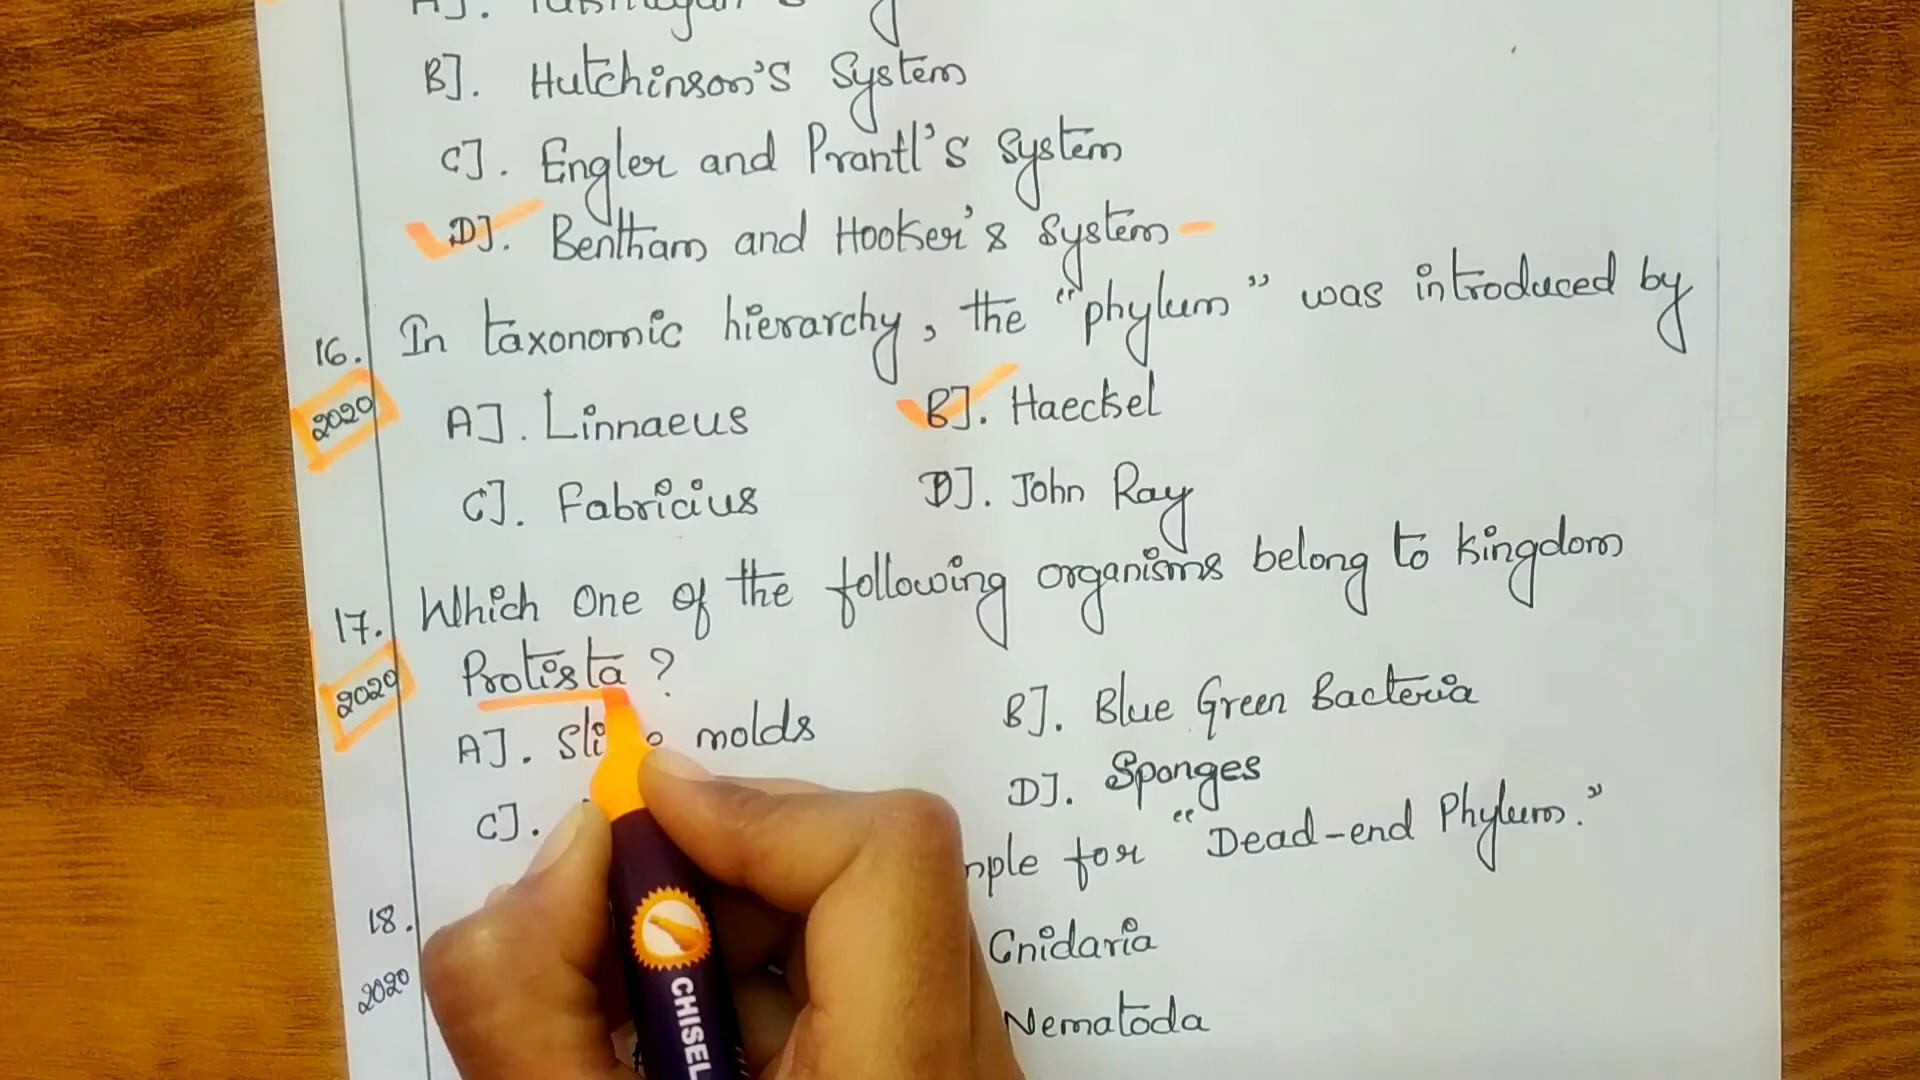 B]. Hutchinson's System
C]. Engler and Prantl's System
D]. Bentham and Hooker's System
16. In taxonomic hierarchy, the "phylum" was introduced by
2020
A]. Linnaeus B]. Haeckel
C]. Fabricius D]. John Ray
17. Which one of the following organisms belong to kingdom
2020 Protista ?
A]. molds B]. Blue Green Bacteria
C]. D]. Sponges
18. for "Dead-end Phylum."
2020 Cnidaria
Nematoda
CHISEL